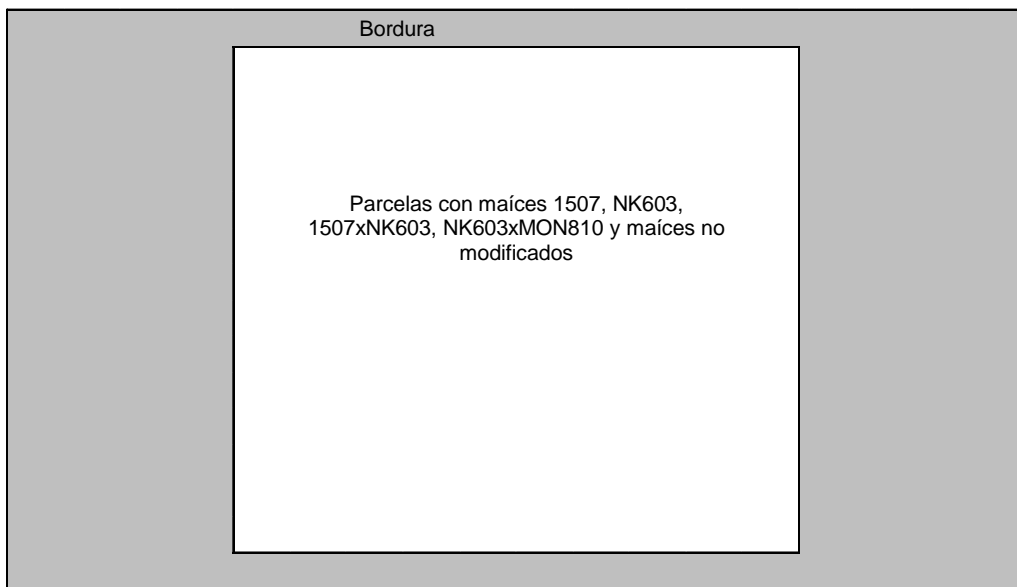 Bordura
Parcelas con maíces 1507, NK603,
1507xNK603, NK603xMON810 y maíces no
modificados